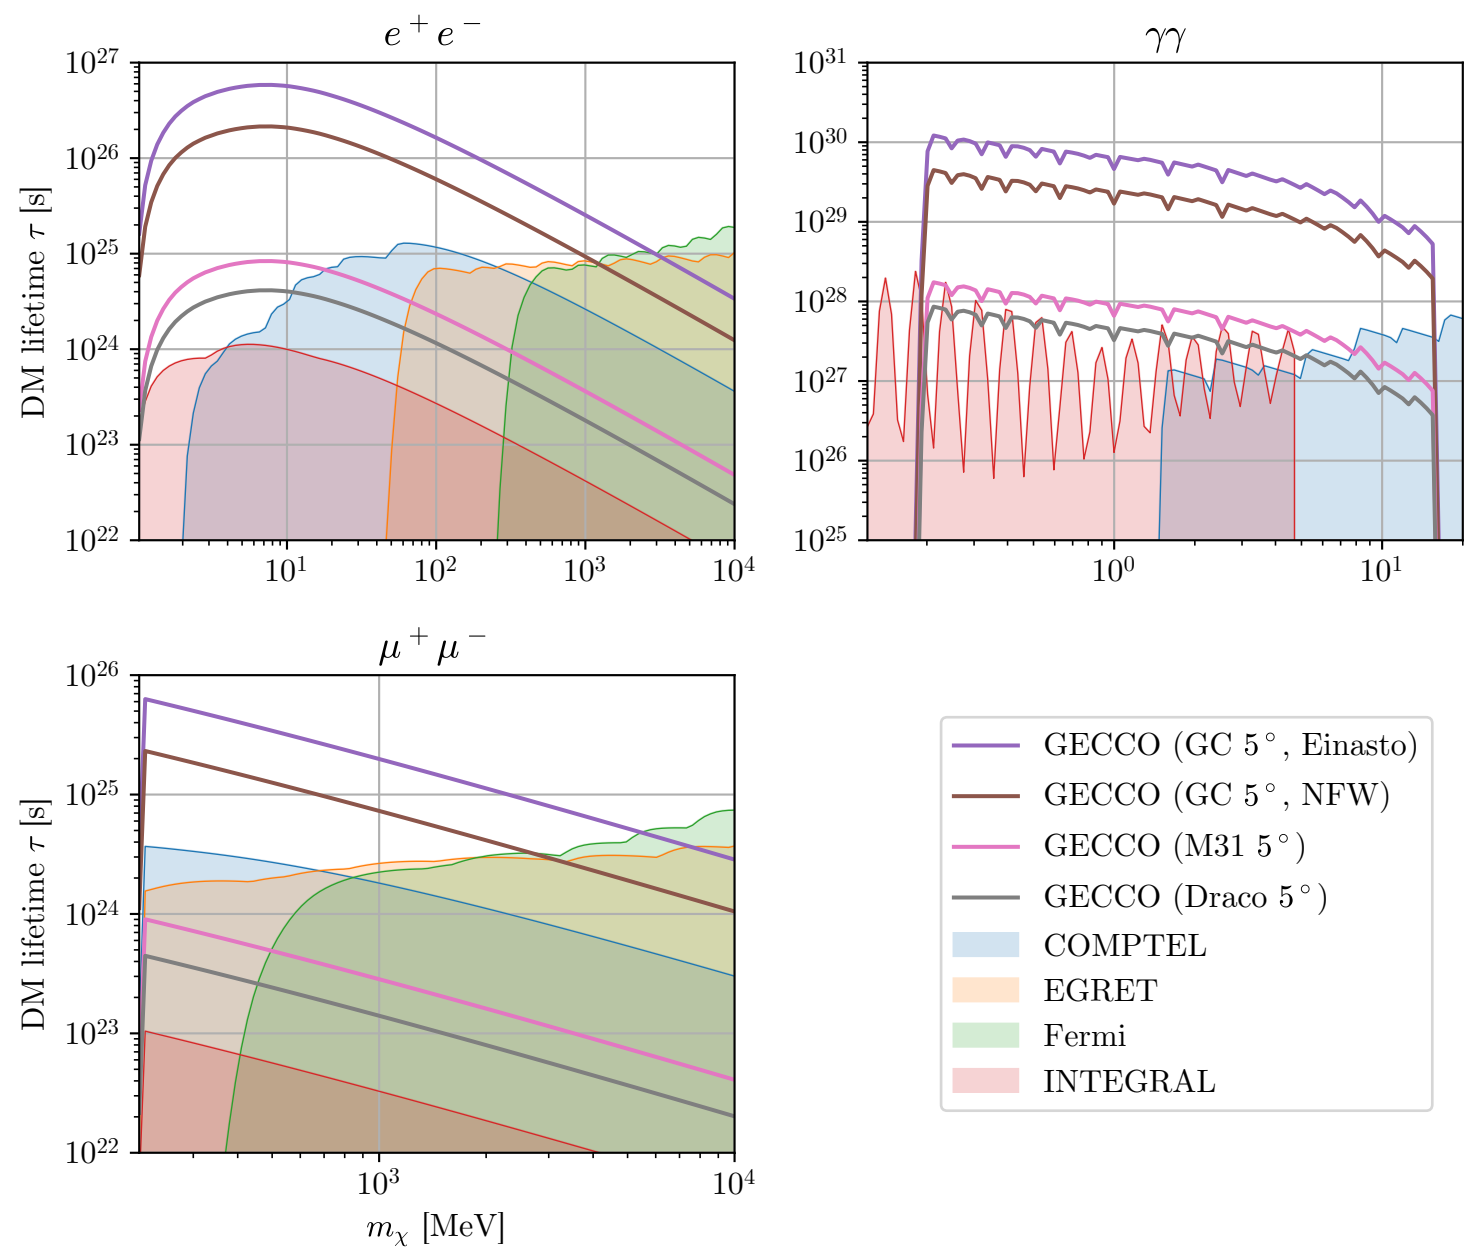 e⁺e⁻
γγ
10²⁷
10²⁶
10²⁵
10²⁴
10²³
10²²
DM lifetime τ [s]
10¹ 10² 10³ 10⁴
10³¹
10³⁰
10²⁹
10²⁸
10²⁷
10²⁶
10²⁵
10⁰ 10¹
μ⁺μ⁻
10²⁶
10²⁵
10²⁴
10²³
10²²
DM lifetime τ [s]
10³ 10⁴
m_χ [MeV]
GECCO (GC 5°, Einasto)
GECCO (GC 5°, NFW)
GECCO (M31 5°)
GECCO (Draco 5°)
COMPTEL
EGRET
Fermi
INTEGRAL